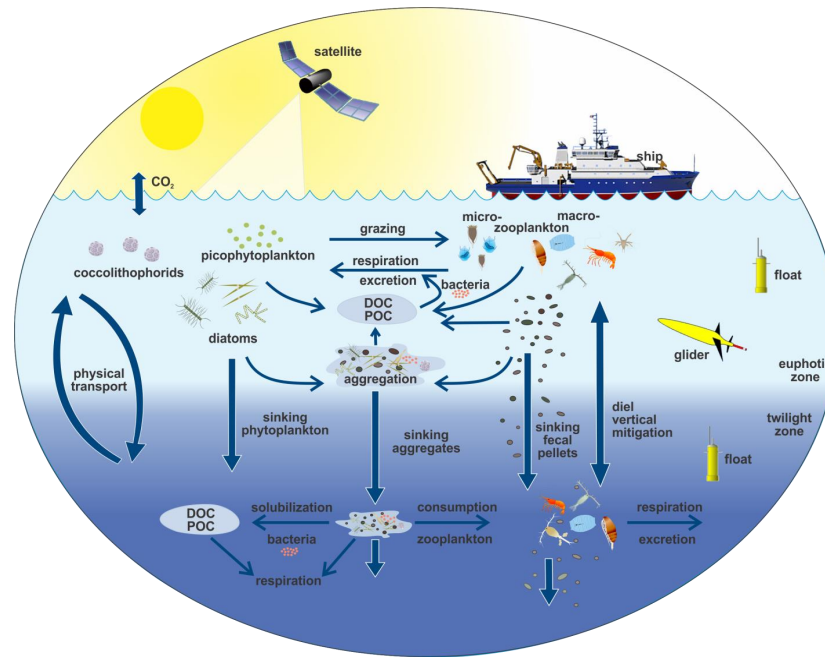 satellite
ship
CO₂
micro-
macro-
zooplankton
grazing
picophytoplankton
respiration
excretion
bacteria
coccolithophorids
float
DOC
POC
diatoms
glider
aggregation
euphotic
zone
physical
transport
sinking
phytoplankton
sinking
aggregates
sinking
fecal
pellets
diel
vertical
mitigation
twilight
zone
float
DOC
POC
solubilization
bacteria
respiration
consumption
zooplankton
respiration
excretion